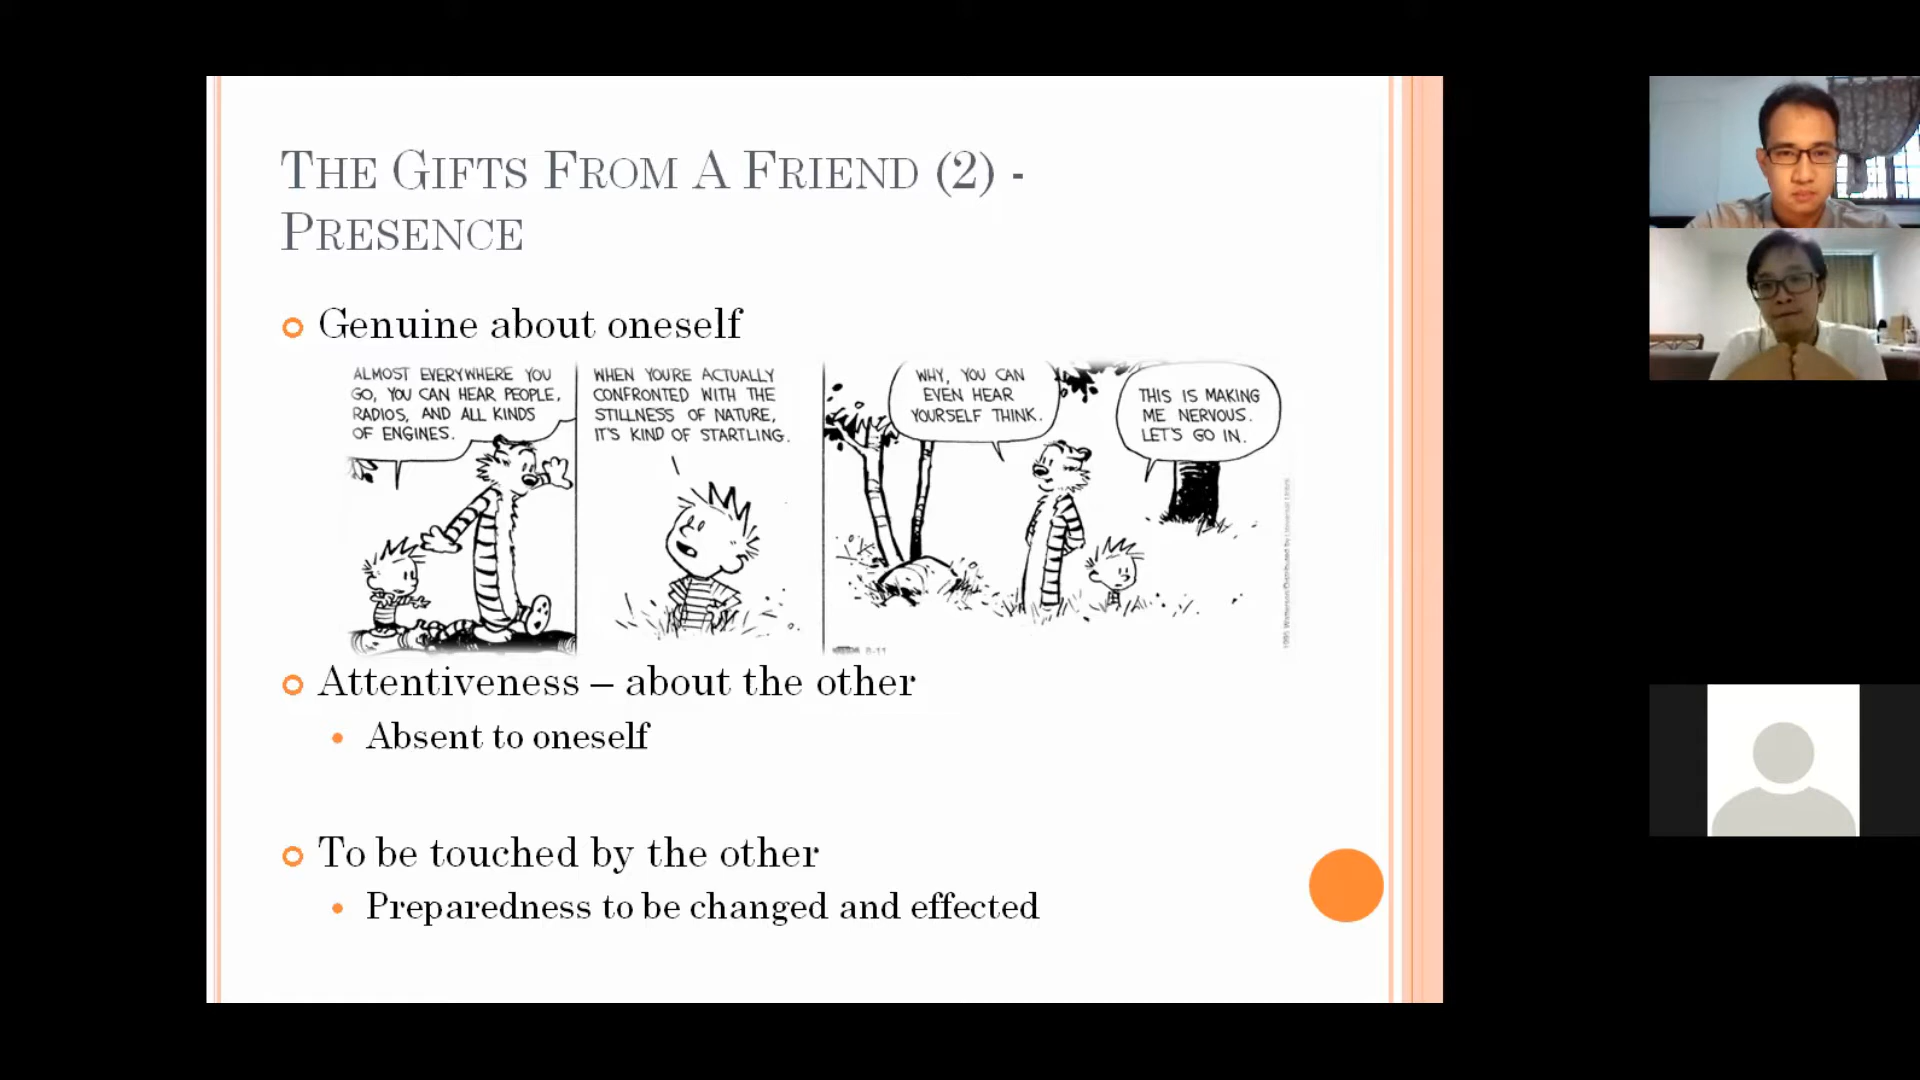 THE GIFTS FROM A FRIEND (2) -
PRESENCE
Genuine about oneself
ALMOST EVERYWHERE YOU
GO, YOU CAN HEAR PEOPLE,
RADIOS, AND ALL KINDS
OF ENGINES.
WHEN YOU'RE ACTUALLY
CONFRONTED WITH THE
STILLNESS OF NATURE,
IT'S KIND OF STARTLING.
WHY, YOU CAN
EVEN HEAR
YOURSELF THINK.
THIS IS MAKING
ME NERVOUS.
LET'S GO IN.
8-11
Attentiveness – about the other
Absent to oneself
To be touched by the other
Preparedness to be changed and effected